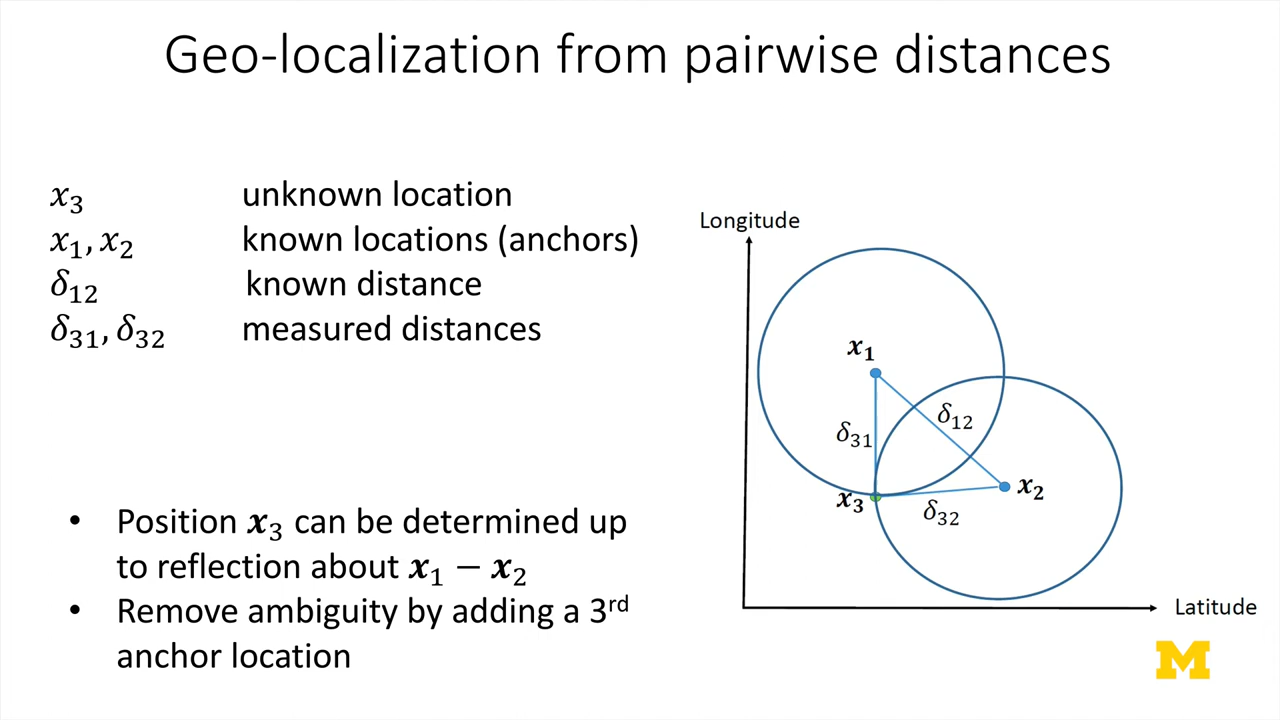 Geo-localization from pairwise distances
x₃ unknown location
x₁, x₂ known locations (anchors)
δ₁₂ known distance
δ₃₁, δ₃₂ measured distances
• Position x₃ can be determined up
to reflection about x₁ − x₂
• Remove ambiguity by adding a 3rd
anchor location
Longitude
x₁
δ₁₂
δ₃₁
x₂
x₃
δ₃₂
Latitude
M